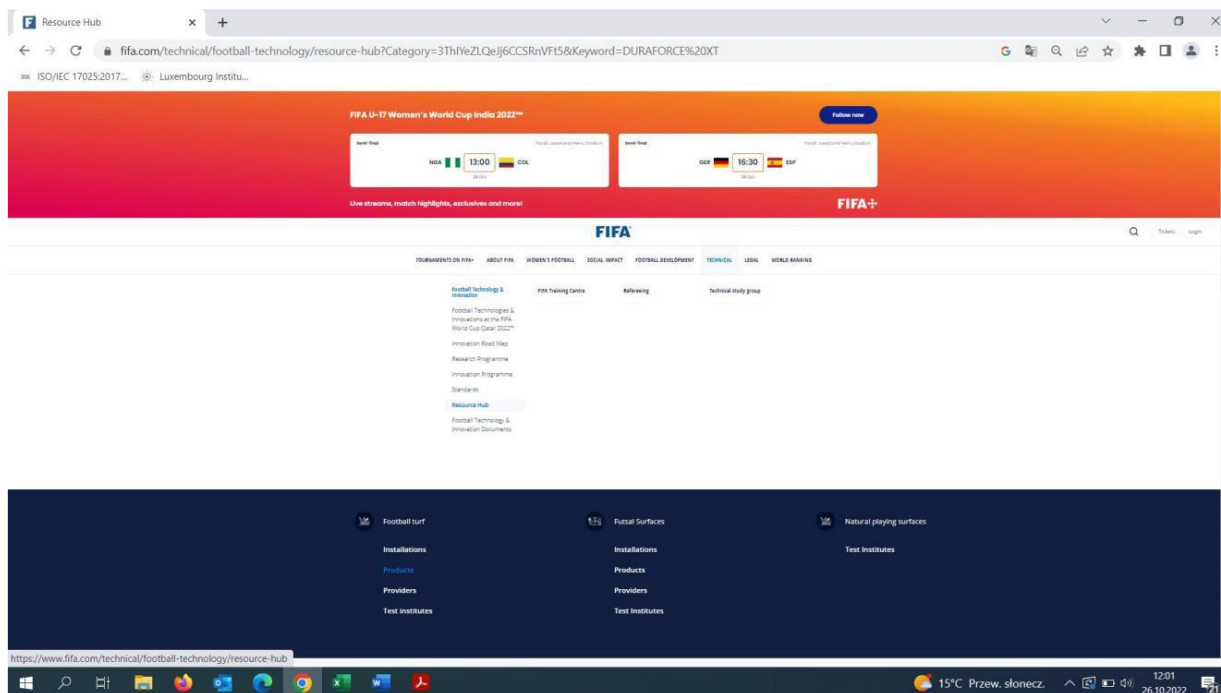 Resource Hub
fifa.com/technical/football-technology/resource-hub?Category=3ThIYeZLQeJj6CCSRnVFt5&Keyword=DURAFORCE%20XT
ISO/IEC 17025:2017... Luxembourg Institu...
FIFA U-17 Women's World Cup India 2022™
Follow now
Semi-final
Semi-final
NGA 13:00 COL
GER 16:30 ESP
26 Oct
26 Oct
Live streams, match highlights, exclusives and more!
FIFA+
FIFA
Tickets Login
TOURNAMENTS ON FIFA+ ABOUT FIFA WOMEN'S FOOTBALL SOCIAL IMPACT FOOTBALL DEVELOPMENT TECHNICAL LEGAL WORLD RANKING
Football Technology &
Innovation
FIFA Training Centre
Refereeing
Technical study group
Football Technologies &
Innovations at the FIFA
World Cup Qatar 2022™
Innovation Road Map
Research Programme
Innovation Programme
Standards
Resource Hub
Football Technology &
Innovation Documents
Football turf
Installations
Products
Providers
Test institutes
Futsal Surfaces
Installations
Products
Providers
Test Institutes
Natural playing surfaces
Test Institutes
https://www.fifa.com/technical/football-technology/resource-hub
15°C Przew. słonecz.
12:01
26.10.2022
21